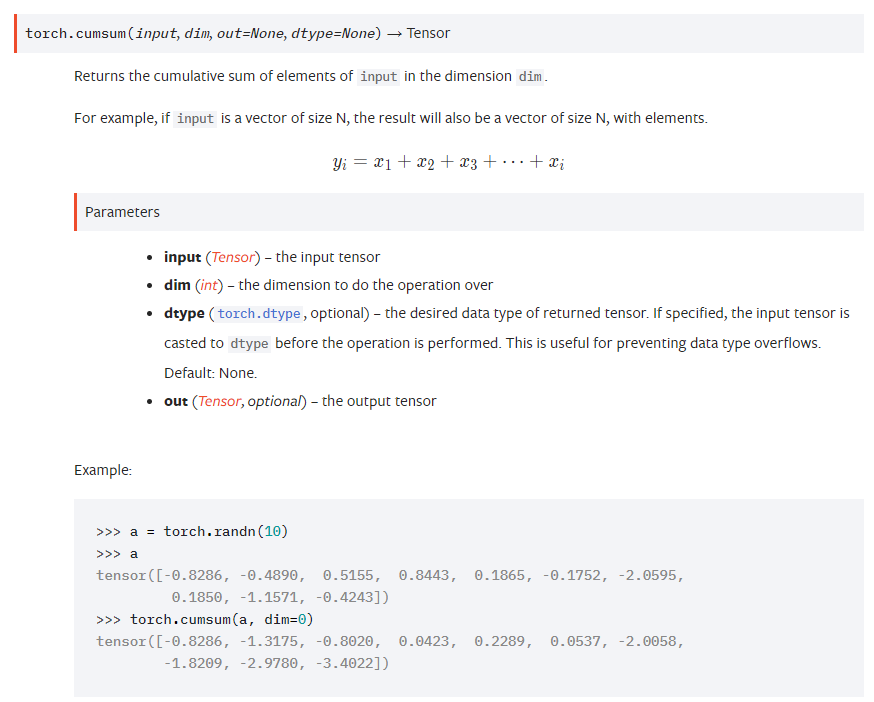 torch.cumsum(input, dim, out=None, dtype=None) → Tensor
Returns the cumulative sum of elements of input in the dimension dim.
For example, if input is a vector of size N, the result will also be a vector of size N, with elements.
yᵢ = x₁ + x₂ + x₃ + ⋯ + xᵢ
Parameters
• input (Tensor) – the input tensor
• dim (int) – the dimension to do the operation over
• dtype (torch.dtype, optional) – the desired data type of returned tensor. If specified, the input tensor is
casted to dtype before the operation is performed. This is useful for preventing data type overflows.
Default: None.
• out (Tensor, optional) – the output tensor
Example:
>>> a = torch.randn(10)
>>> a
tensor([-0.8286, -0.4890,  0.5155,  0.8443,  0.1865, -0.1752, -2.0595,
         0.1850, -1.1571, -0.4243])
>>> torch.cumsum(a, dim=0)
tensor([-0.8286, -1.3175, -0.8020,  0.0423,  0.2289,  0.0537, -2.0058,
        -1.8209, -2.9780, -3.4022])